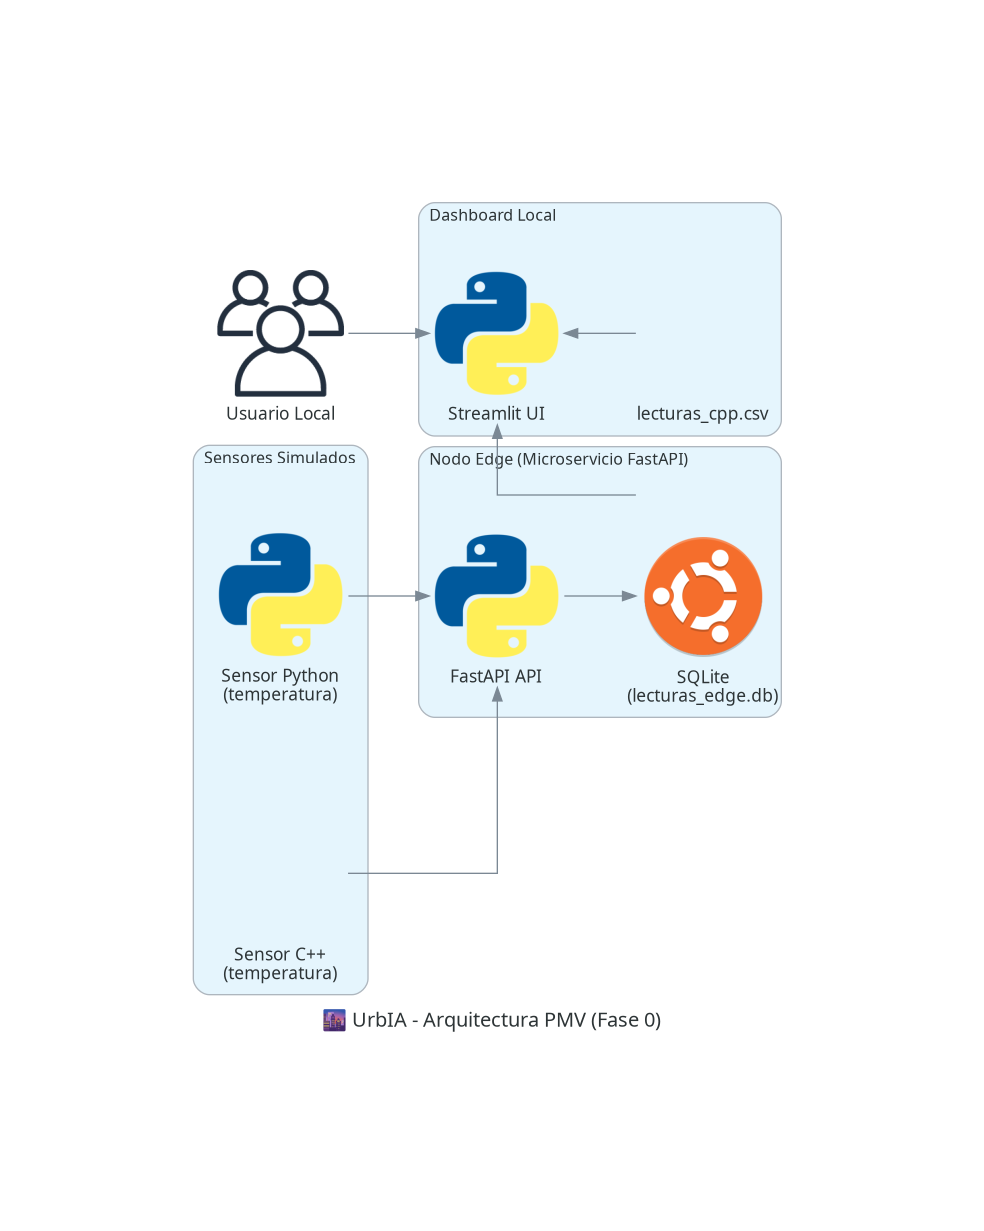 Dashboard Local
Usuario Local
Streamlit UI
lecturas_cpp.csv
Sensores Simulados
Nodo Edge (Microservicio FastAPI)
Sensor Python
(temperatura)
FastAPI API
SQLite
(lecturas_edge.db)
Sensor C++
(temperatura)
🌆 UrbIA - Arquitectura PMV (Fase 0)